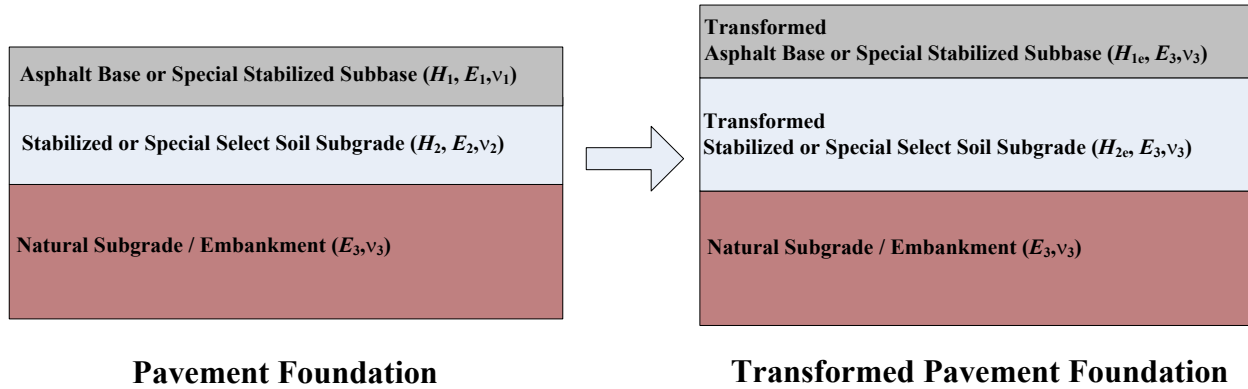 Asphalt Base or Special Stabilized Subbase (H1, E1,ν1)
Stabilized or Special Select Soil Subgrade (H2, E2,ν2)
Natural Subgrade / Embankment (E3,ν3)
Pavement Foundation
Transformed
Asphalt Base or Special Stabilized Subbase (H1e, E3,ν3)
Transformed
Stabilized or Special Select Soil Subgrade (H2e, E3,ν3)
Natural Subgrade / Embankment (E3,ν3)
Transformed Pavement Foundation